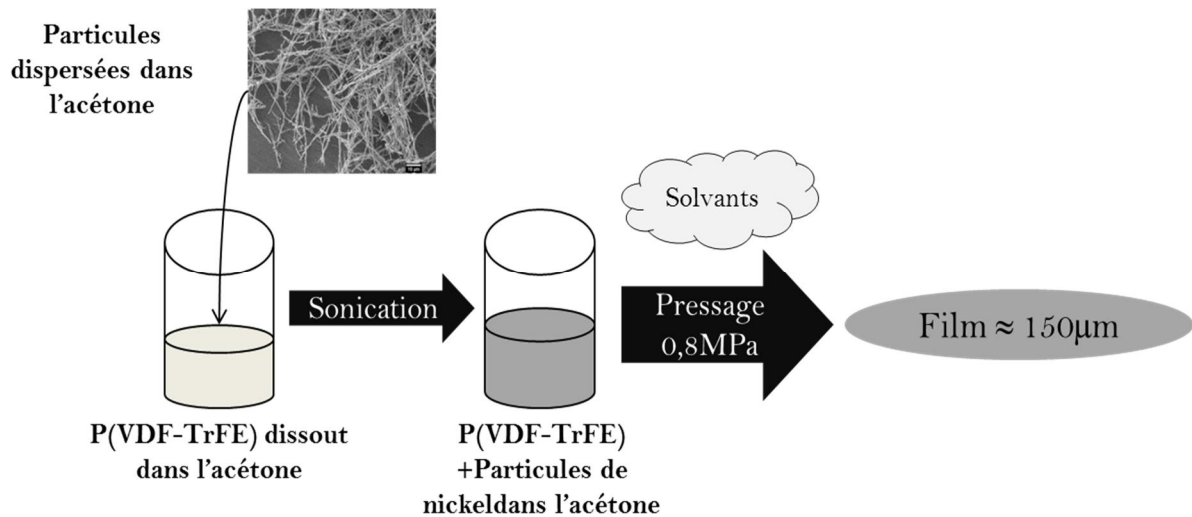 Particules
dispersées dans
l'acétone
Solvants
Sonication
Pressage
0,8MPa
Film ≈ 150µm
P(VDF-TrFE) dissout
dans l'acétone
P(VDF-TrFE)
+Particules de
nickeldans l'acétone